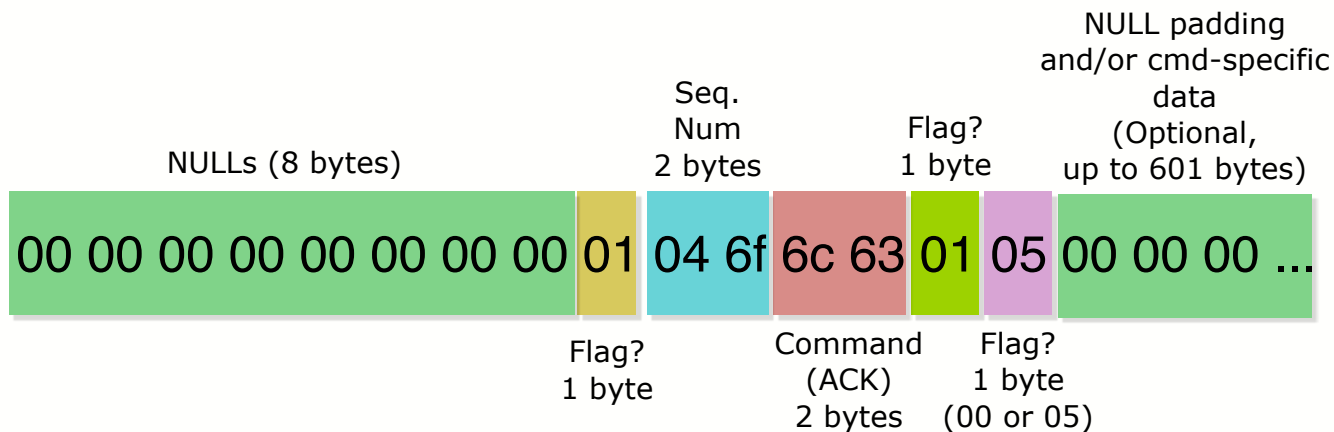 NULL padding
and/or cmd-specific
data
(Optional,
up to 601 bytes)
Seq.
Num
2 bytes
Flag?
1 byte
NULLs (8 bytes)
00 00 00 00 00 00 00 00 01 04 6f 6c 63 01 05 00 00 00 ...
Flag?
1 byte
Command
(ACK)
2 bytes
Flag?
1 byte
(00 or 05)